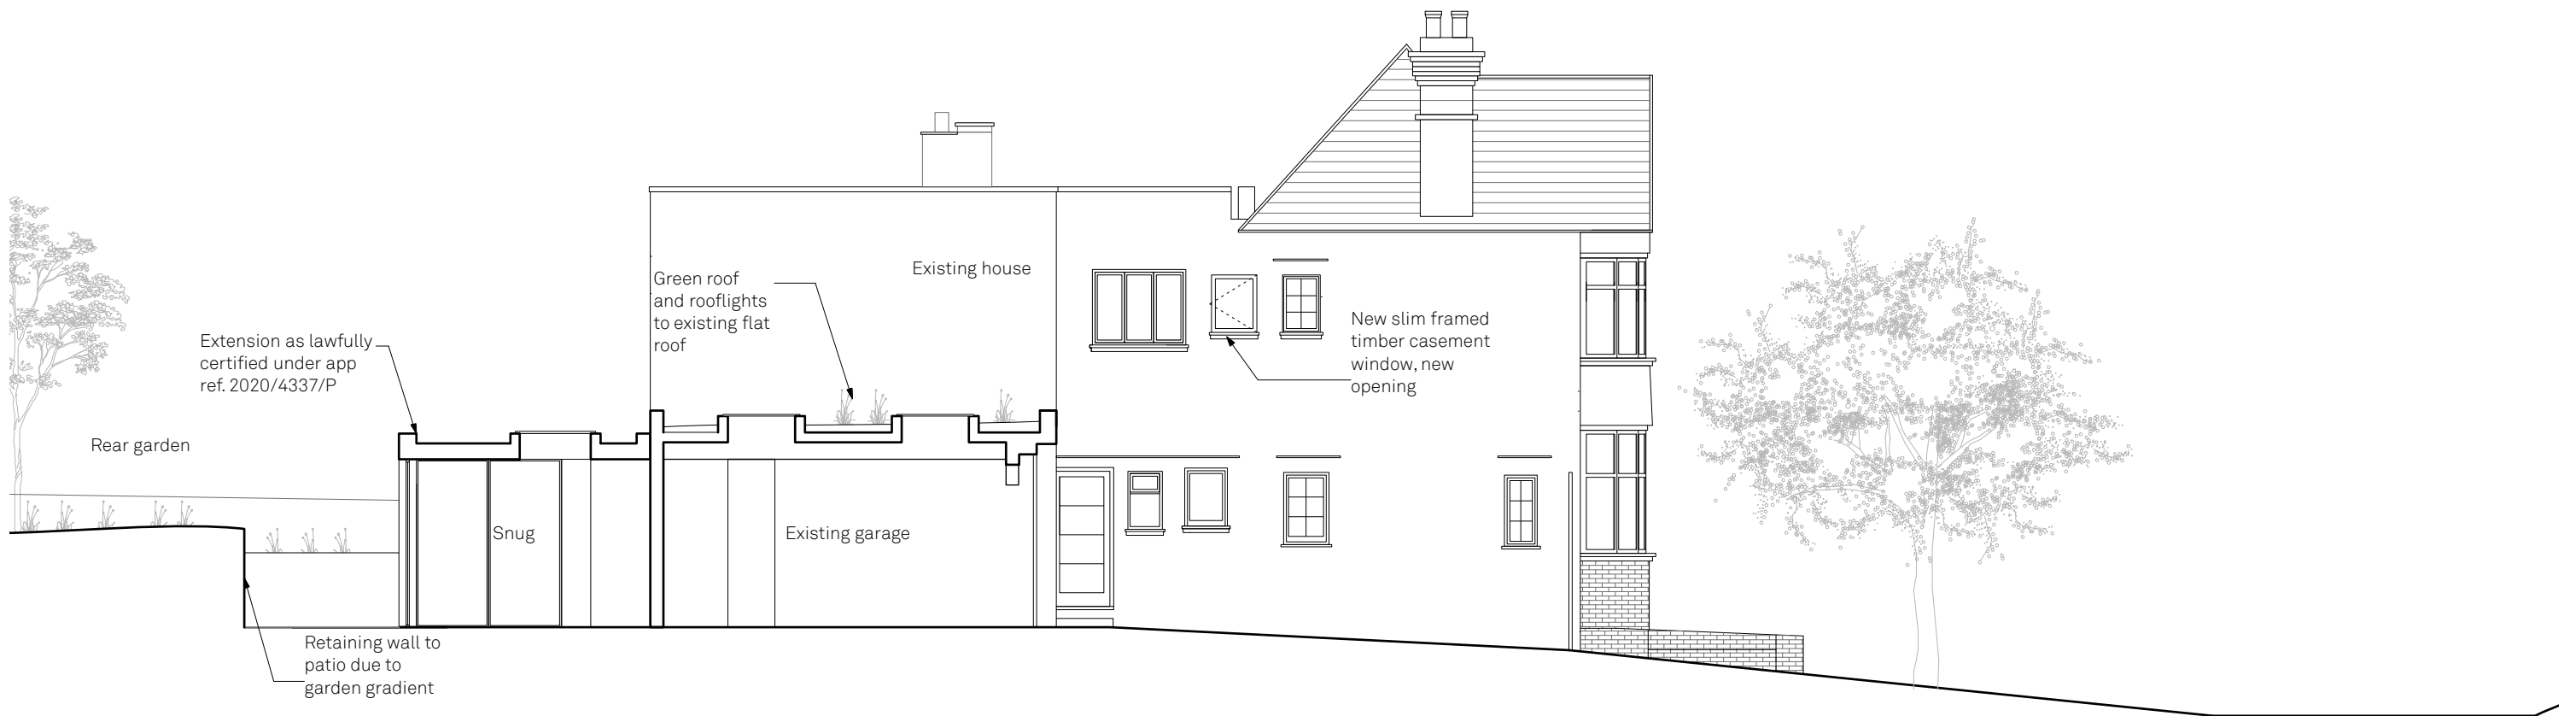 Existing house
Green roof
and rooflights
to existing flat
roof
New slim framed
timber casement
window, new
opening
Extension as lawfully
certified under app
ref. 2020/4337/P
Rear garden
Snug
Existing garage
Retaining wall to
patio due to
garden gradient